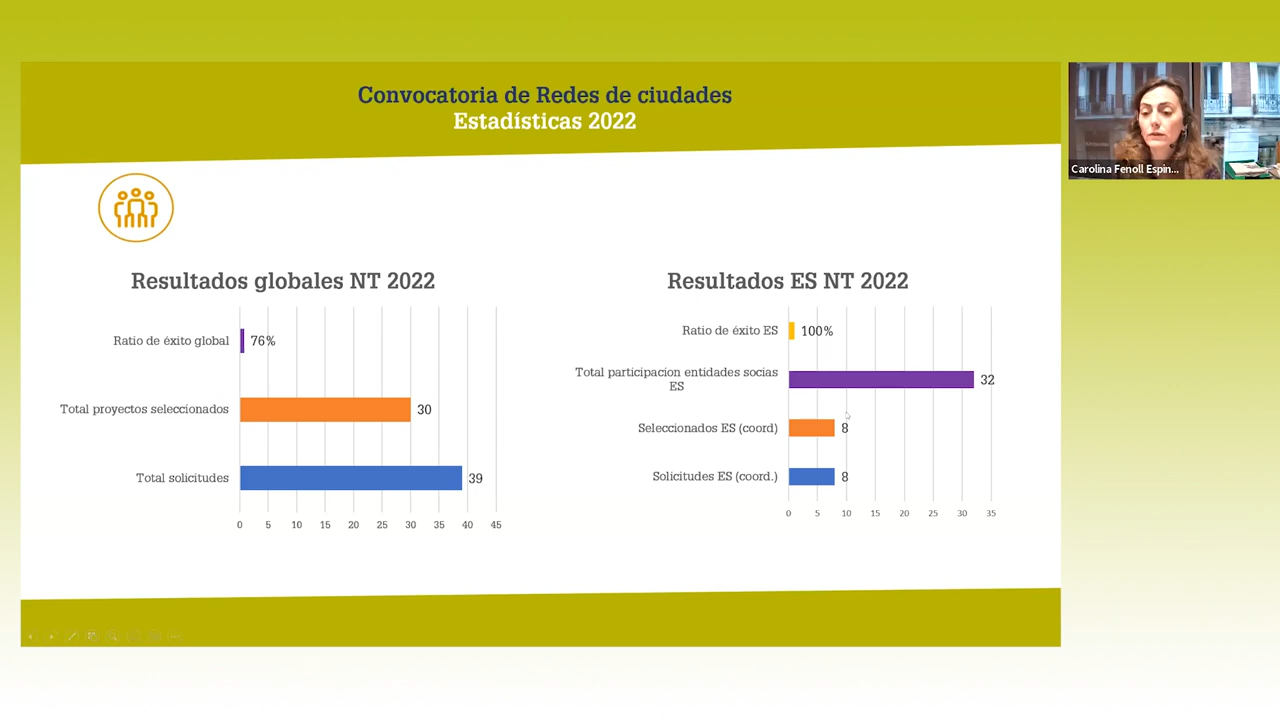 Convocatoria de Redes de ciudades
Estadísticas 2022
Carolina Fenoll Espin...
Resultados globales NT 2022
Ratio de éxito global
76%
Total proyectos seleccionados
30
Total solicitudes
39
0 5 10 15 20 25 30 35 40 45
Resultados ES NT 2022
Ratio de éxito ES
100%
Total participacion entidades socias
ES
32
Seleccionados ES (coord)
8
Solicitudes ES (coord.)
8
0 5 10 15 20 25 30 35